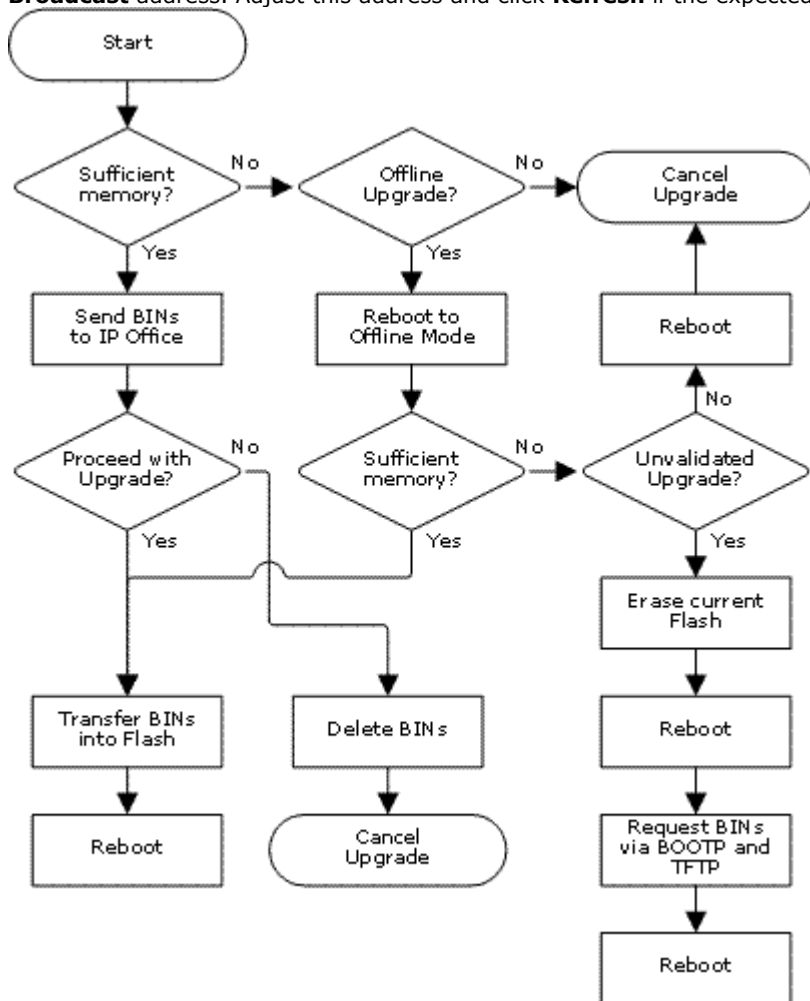 Broadcast address. Adjust this address and click Refresh if the expected
Start
Sufficient
memory?
No
Offline
Upgrade?
No
Cancel
Upgrade
Yes
Yes
Send BINs
to IP Office
Reboot to
Offline Mode
Reboot
No
Proceed with
Upgrade?
No
Sufficient
memory?
No
Unvalidated
Upgrade?
Yes
Yes
Yes
Erase current
Flash
Transfer BINs
into Flash
Delete BINs
Reboot
Reboot
Cancel
Upgrade
Request BINs
via BOOTP and
TFTP
Reboot